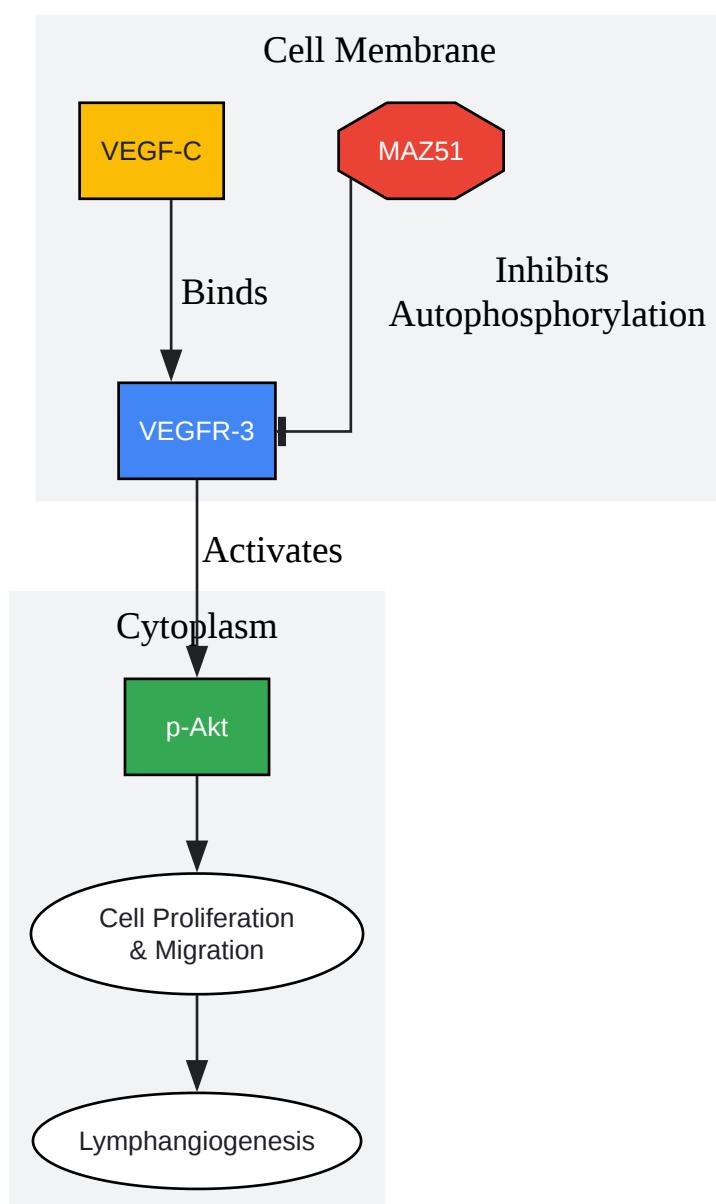 Cell Membrane
VEGF-C
MAZ51
Inhibits
Autophosphorylation
Binds
VEGFR-3
Activates
Cytoplasm
p-Akt
Cell Proliferation
& Migration
Lymphangiogenesis